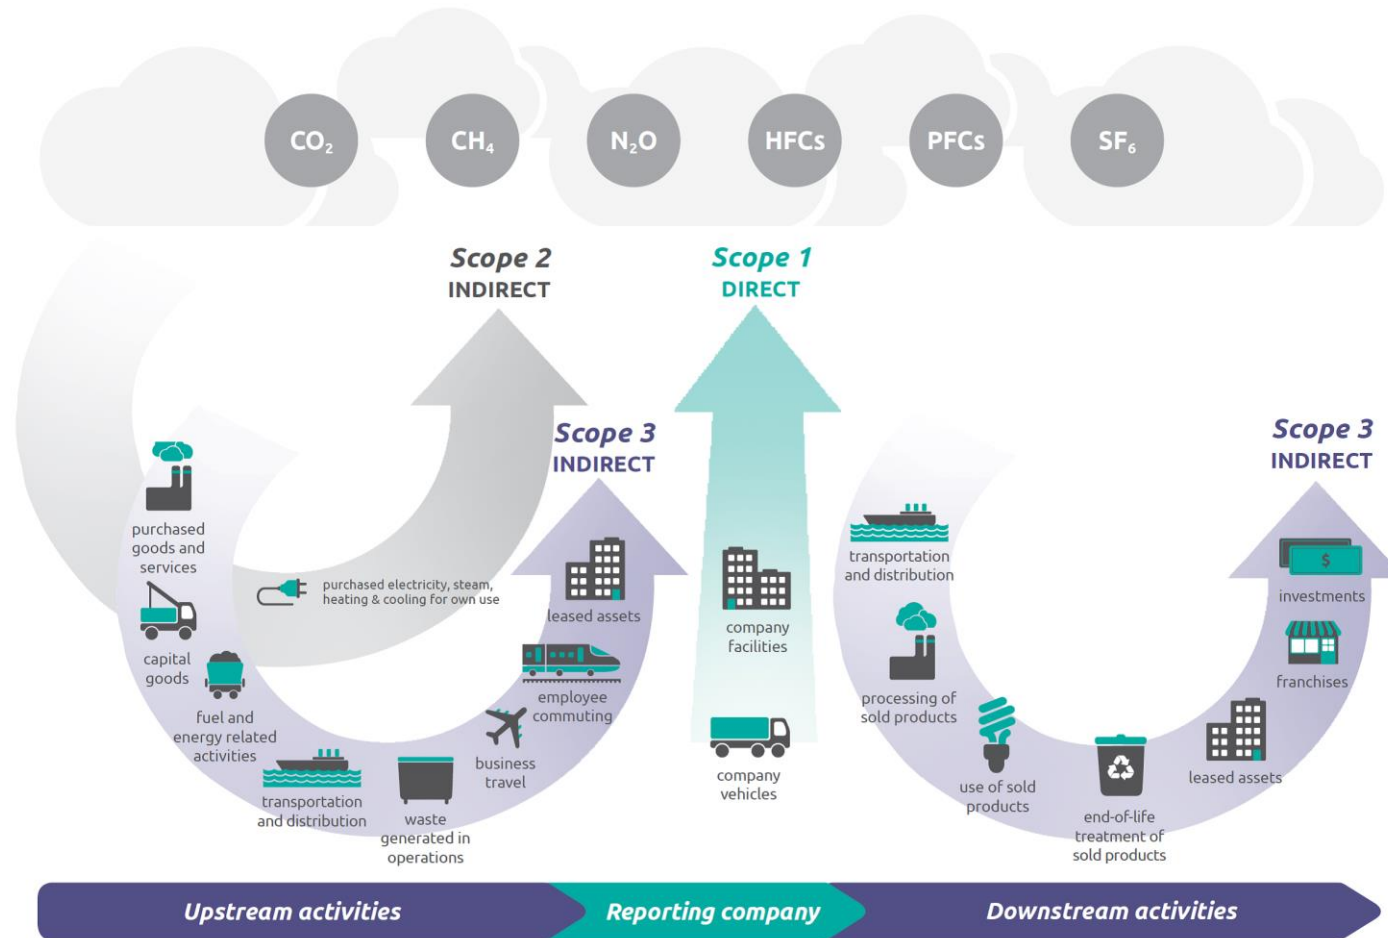 CO₂
CH₄
N₂O
HFCs
PFCs
SF₆
Scope 2
INDIRECT
Scope 1
DIRECT
Scope 3
INDIRECT
Scope 3
INDIRECT
purchased
goods and
services
capital
goods
fuel and
energy related
activities
transportation
and distribution
waste
generated in
operations
business
travel
employee
commuting
leased assets
purchased electricity, steam,
heating & cooling for own use
company
facilities
company
vehicles
transportation
and distribution
processing of
sold products
use of sold
products
end-of-life
treatment of
sold products
leased assets
franchises
$
investments
Upstream activities
Reporting company
Downstream activities